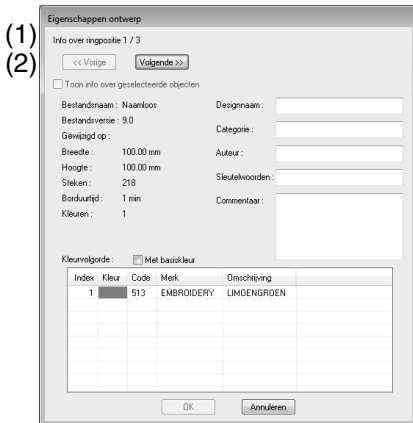 Eigenschappen ontwerp
(1) Info over ringpositie 1 / 3
(2) << Vorige Volgende >>
Toon info over geselecteerde objecten
Bestandsnaam : Naamloos
Bestandsversie : 9.0
Gewijzigd op :
Breedte : 100.00 mm
Hoogte : 100.00 mm
Steken : 218
Borduurtijd : 1 min
Kleuren : 1
Designnaam :
Categorie :
Auteur :
Sleutelwoorden :
Commentaar :
Kleurvolgorde : Met basiskleur
Index Kleur Code Merk Omschrijving
1 513 EMBROIDERY LIMOENGROEN
OK Annuleren